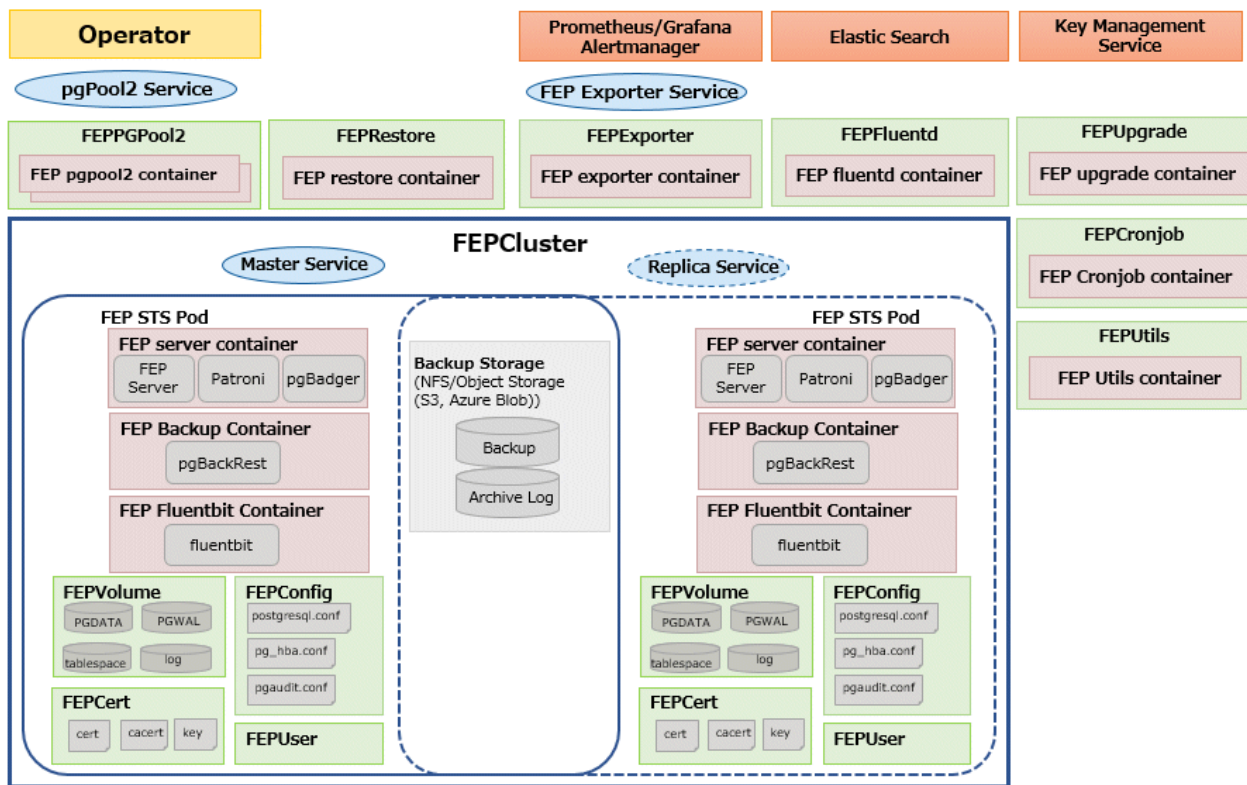 Operator
Prometheus/Grafana
Alertmanager
Elastic Search
Key Management
Service
pgPool2 Service
FEP Exporter Service
FEPPGPool2
FEP pgpool2 container
FEPRestore
FEP restore container
FEPExporter
FEP exporter container
FEPFluentd
FEP fluentd container
FEPUpgrade
FEP upgrade container
FEPCronjob
FEP Cronjob container
FEPUtils
FEP Utils container
FEPCluster
Master Service
Replica Service
FEP STS Pod
FEP server container
FEP
Server
Patroni
pgBadger
FEP Backup Container
pgBackRest
FEP Fluentbit Container
fluentbit
FEPVolume
PGDATA
PGWAL
tablespace
log
FEPConfig
postgresql.conf
pg_hba.conf
pgaudit.conf
FEPCert
cert
cacert
key
FEPUser
Backup Storage
(NFS/Object Storage
(S3, Azure Blob))
Backup
Archive Log
FEP STS Pod
FEP server container
FEP
Server
Patroni
pgBadger
FEP Backup Container
pgBackRest
FEP Fluentbit Container
fluentbit
FEPVolume
PGDATA
PGWAL
tablespace
log
FEPConfig
postgresql.conf
pg_hba.conf
pgaudit.conf
FEPCert
cert
cacert
key
FEPUser